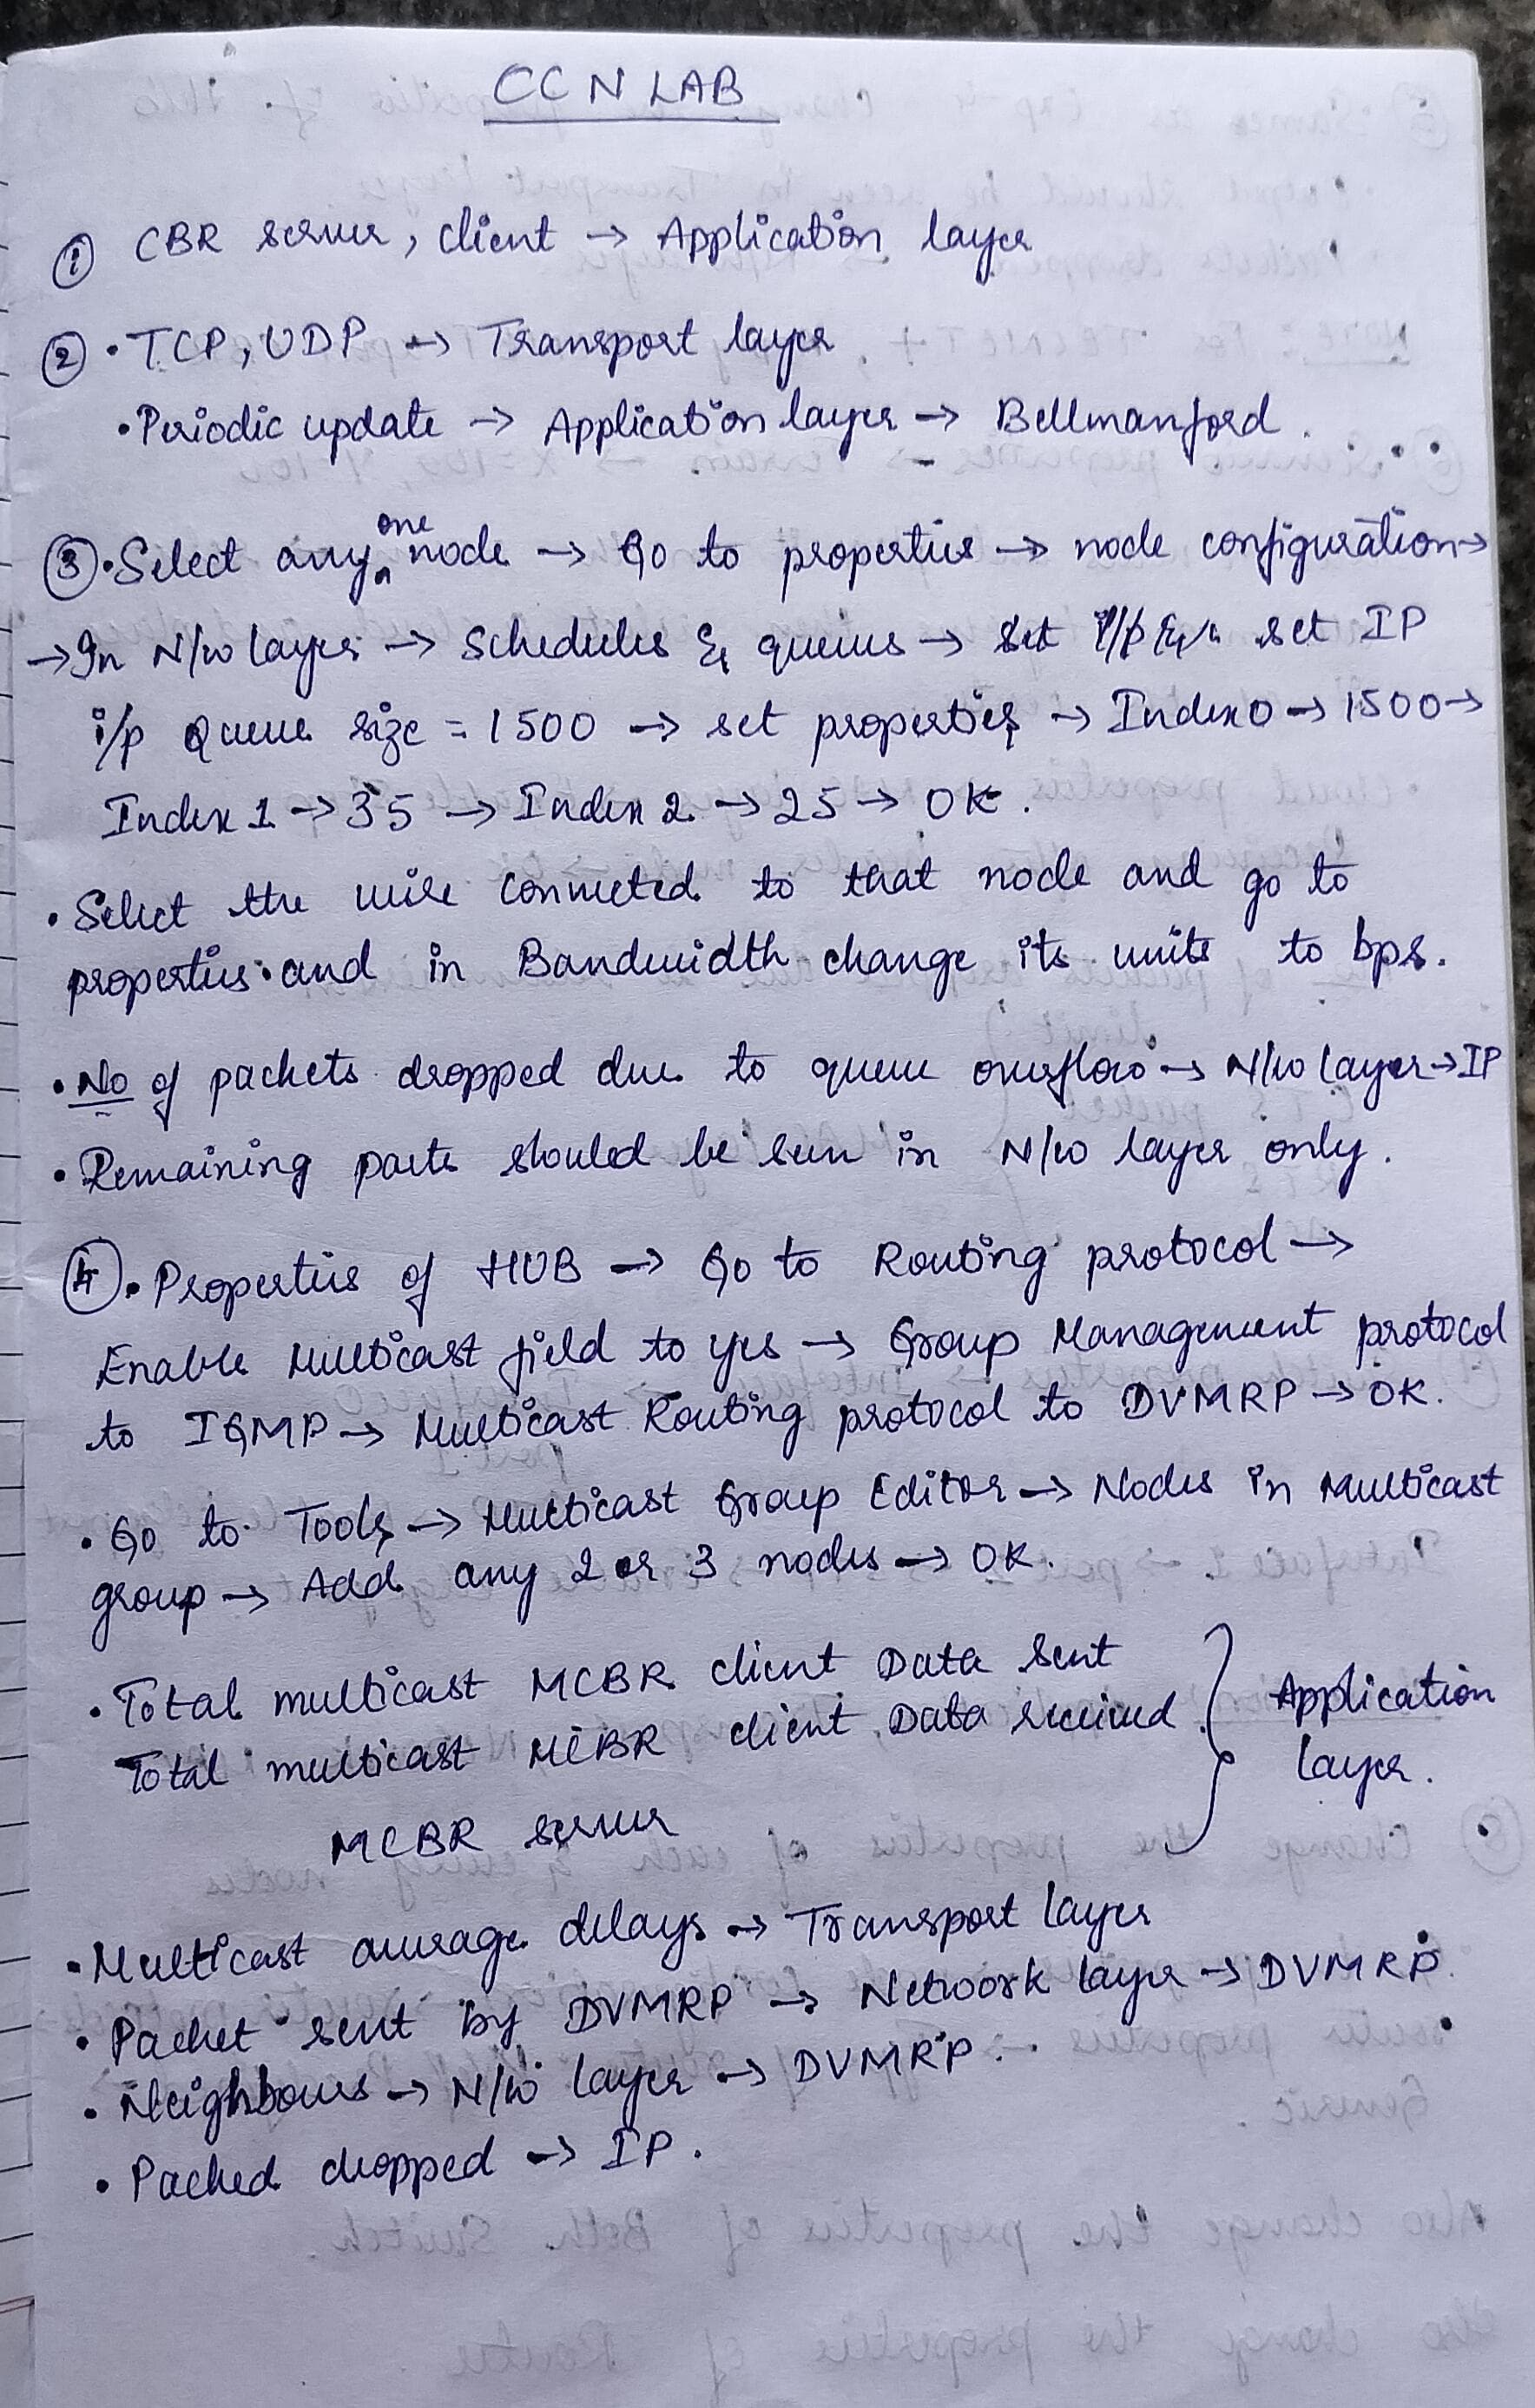 CCN LAB
① CBR server, client → Application layer
② • TCP, UDP → Transport layer
• Periodic update → Application layer → Bellmanford.
③ • Select any one node → Go to properties → node configuration →
→ In N/w layer → Schedules & queues → set set IP
i/p Queue size = 1500 → set properties → Index 0 → 1500 →
Index 1 → 35 → Index 2 → 25 → OK.
• Select the wire connected to that node and go to
properties and in Bandwidth change its units to bps.
• No of packets dropped due to queue overflow → N/w layer → IP
• Remaining parts should be seen in N/w layer only.
④ • Properties of HUB → Go to Routing protocol →
Enable Multicast field to yes → Group Management protocol
to IGMP → Multicast Routing protocol to DVMRP → OK.
• Go to Tools → Multicast Group Editor → Nodes in Multicast
group → Add any 2 or 3 nodes → OK.
• Total multicast MCBR client Data sent
Total multicast MCBR client Data received
MCBR server
} Application
layer.
• Multicast average delays → Transport layer
• Packet sent by DVMRP → Network layer → DVMRP.
• Neighbours → N/w layer → DVMRP.
• Packed dropped → IP.